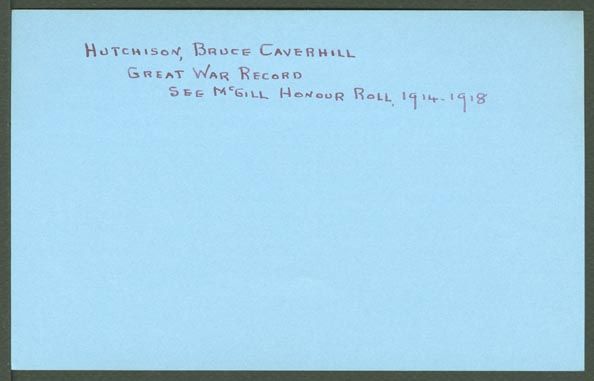 Hutchison, Bruce Caverhill
Great War Record
See McGill Honour Roll, 1914-1918